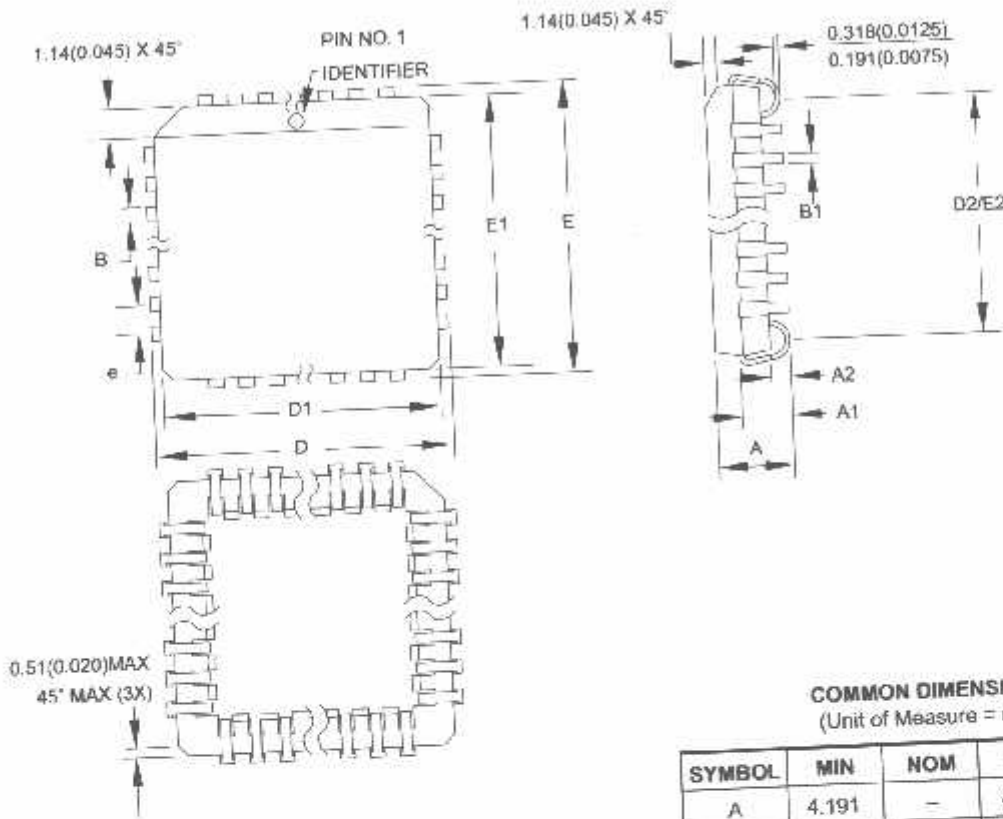 1.14(0.045) X 45°
PIN NO. 1
IDENTIFIER
1.14(0.045) X 45°
0.318(0.0125)
0.191(0.0075)
E1
E
B
e
D1
D
B1
D2/E2
A2
A1
A
0.51(0.020)MAX
45° MAX (3X)
COMMON DIMENSI
(Unit of Measure =
SYMBOL MIN NOM
A 4.191 –